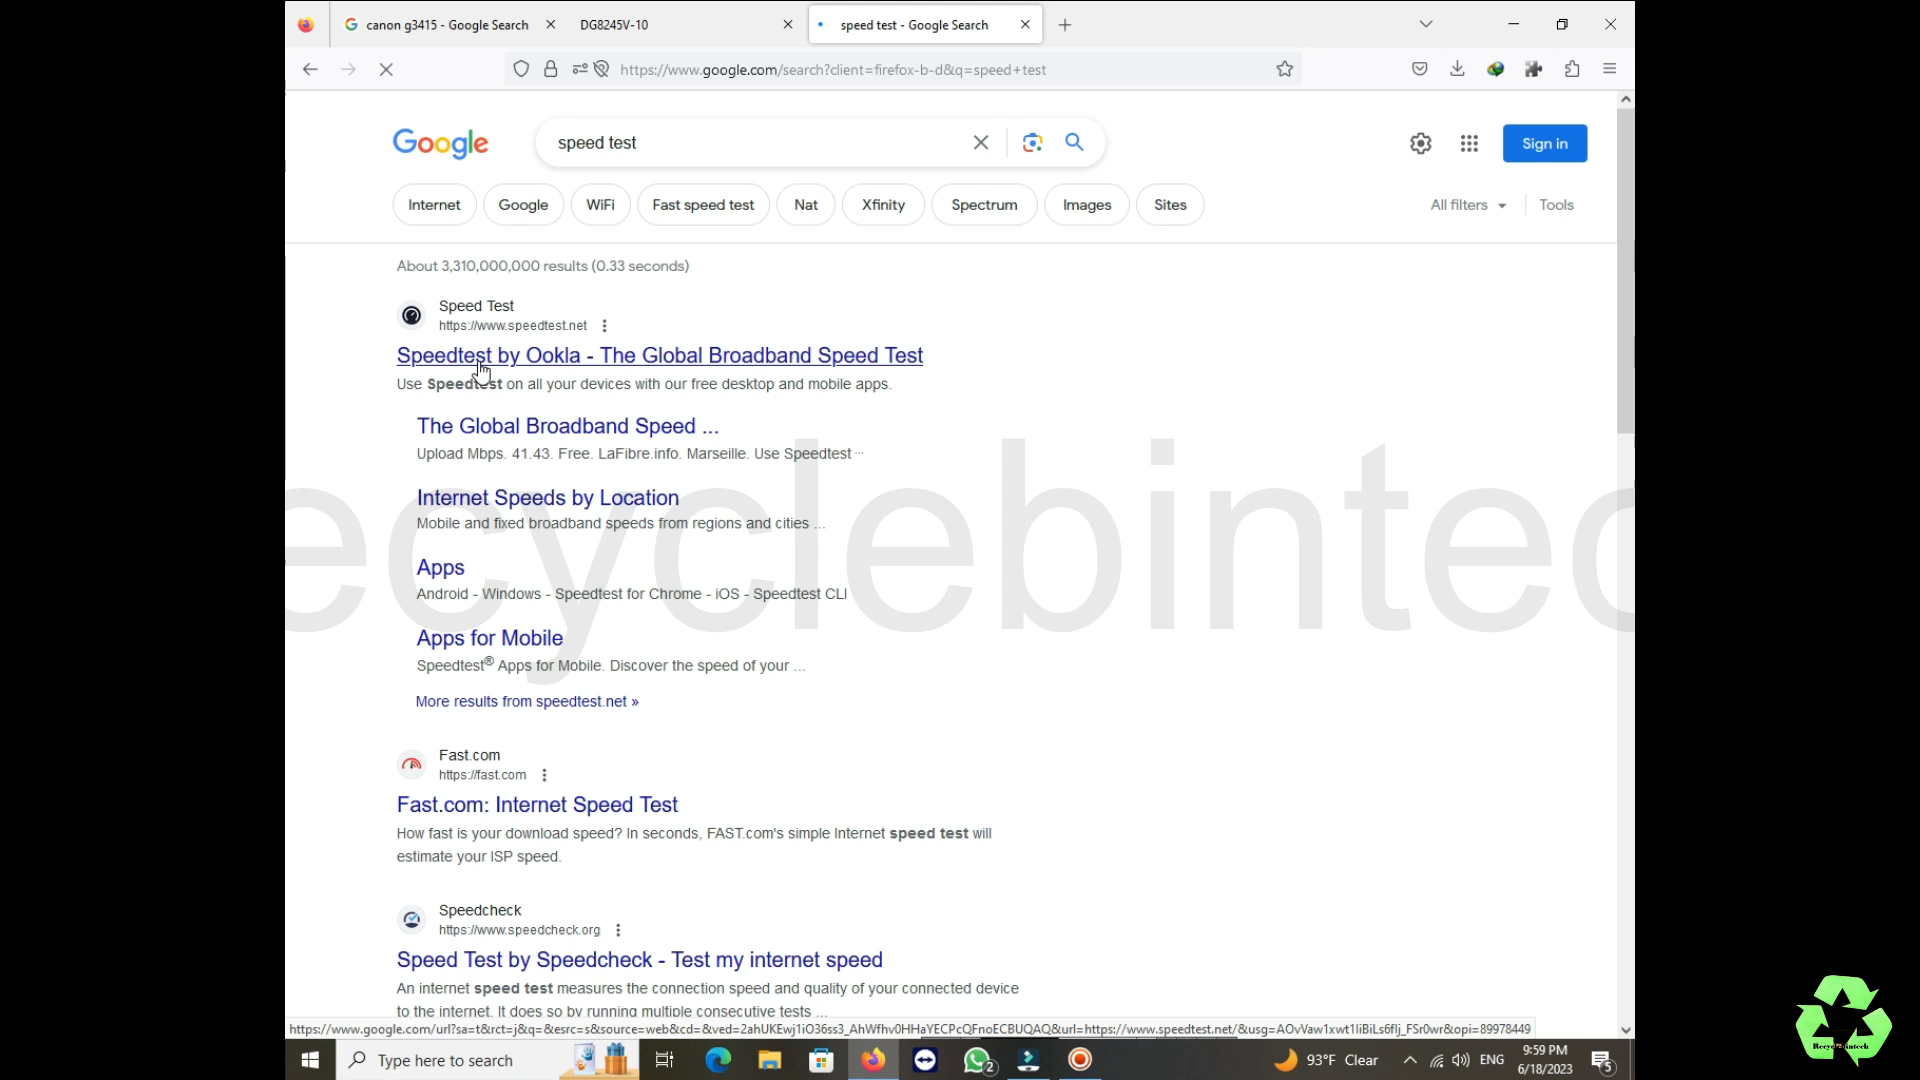 canon g3415 - Google Search
DG8245V-10
speed test - Google Search
https://www.google.com/search?client=firefox-b-d&q=speed+test
Google
speed test
Sign in
Internet
Google
WiFi
Fast speed test
Nat
Xfinity
Spectrum
Images
Sites
All filters
Tools
About 3,310,000,000 results (0.33 seconds)
Speed Test
https://www.speedtest.net
Speedtest by Ookla - The Global Broadband Speed Test
Use Speedtest on all your devices with our free desktop and mobile apps.
The Global Broadband Speed ...
Upload Mbps. 41.43. Free. LaFibre.info. Marseille. Use Speedtest ...
Internet Speeds by Location
Mobile and fixed broadband speeds from regions and cities ...
Apps
Android - Windows - Speedtest for Chrome - iOS - Speedtest CLI
Apps for Mobile
Speedtest® Apps for Mobile. Discover the speed of your ...
More results from speedtest.net »
ecyclebintec
Fast.com
https://fast.com
Fast.com: Internet Speed Test
How fast is your download speed? In seconds, FAST.com's simple Internet speed test will
estimate your ISP speed.
Speedcheck
https://www.speedcheck.org
Speed Test by Speedcheck - Test my internet speed
An internet speed test measures the connection speed and quality of your connected device
to the internet. It does so by running multiple consecutive tests ...
Type here to search
2
93°F Clear
ENG
9:59 PM
6/18/2023
5
Recyclebintech